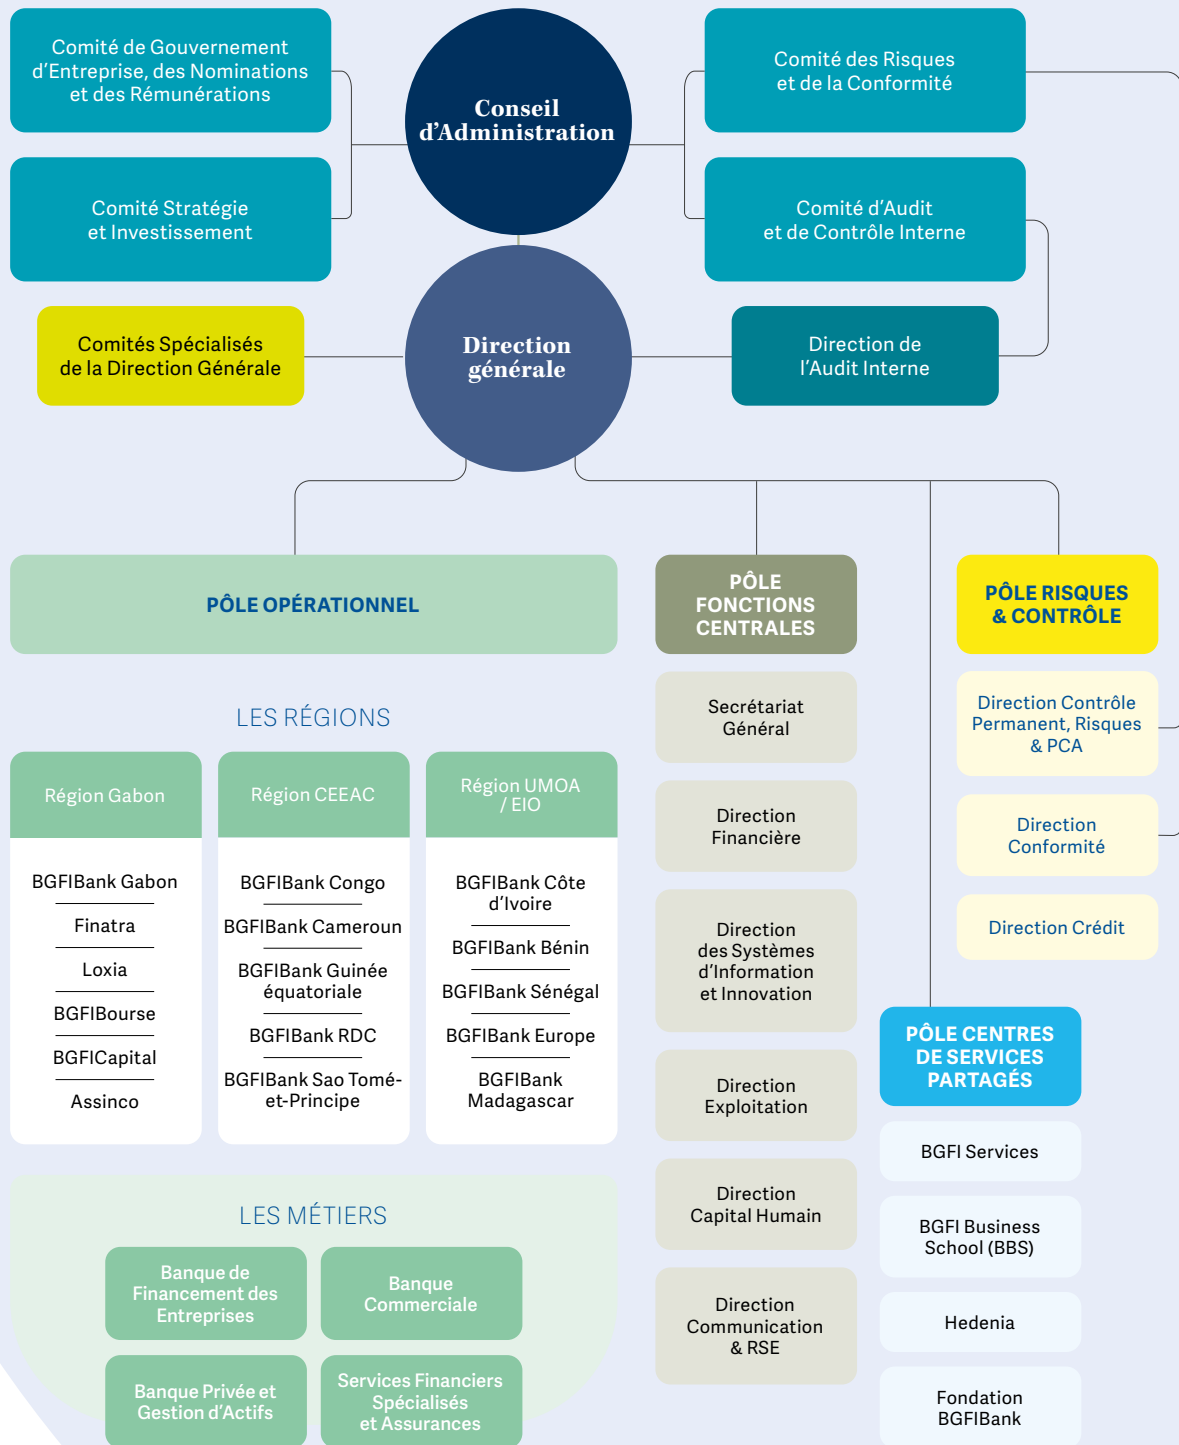 Comité de Gouvernement
d'Entreprise, des Nominations
et des Rémunérations
Conseil
d'Administration
Comité des Risques
et de la Conformité
Comité Stratégie
et Investissement
Comité d'Audit
et de Contrôle Interne
Comités Spécialisés
de la Direction Générale
Direction
générale
Direction de
l'Audit Interne
PÔLE OPÉRATIONNEL
LES RÉGIONS
Région Gabon
BGFIBank Gabon
Finatra
Loxia
BGFIBourse
BGFICapital
Assinco
Région CEEAC
BGFIBank Congo
BGFIBank Cameroun
BGFIBank Guinée
équatoriale
BGFIBank RDC
BGFIBank Sao Tomé-
et-Principe
Région UMOA
/ EIO
BGFIBank Côte
d'Ivoire
BGFIBank Bénin
BGFIBank Sénégal
BGFIBank Europe
BGFIBank
Madagascar
LES MÉTIERS
Banque de
Financement des
Entreprises
Banque
Commerciale
Banque Privée et
Gestion d'Actifs
Services Financiers
Spécialisés
et Assurances
PÔLE
FONCTIONS
CENTRALES
Secrétariat
Général
Direction
Financière
Direction
des Systèmes
d'Information
et Innovation
Direction
Exploitation
Direction
Capital Humain
Direction
Communication
& RSE
PÔLE RISQUES
& CONTRÔLE
Direction Contrôle
Permanent, Risques
& PCA
Direction
Conformité
Direction Crédit
PÔLE CENTRES
DE SERVICES
PARTAGÉS
BGFI Services
BGFI Business
School (BBS)
Hedenia
Fondation
BGFIBank